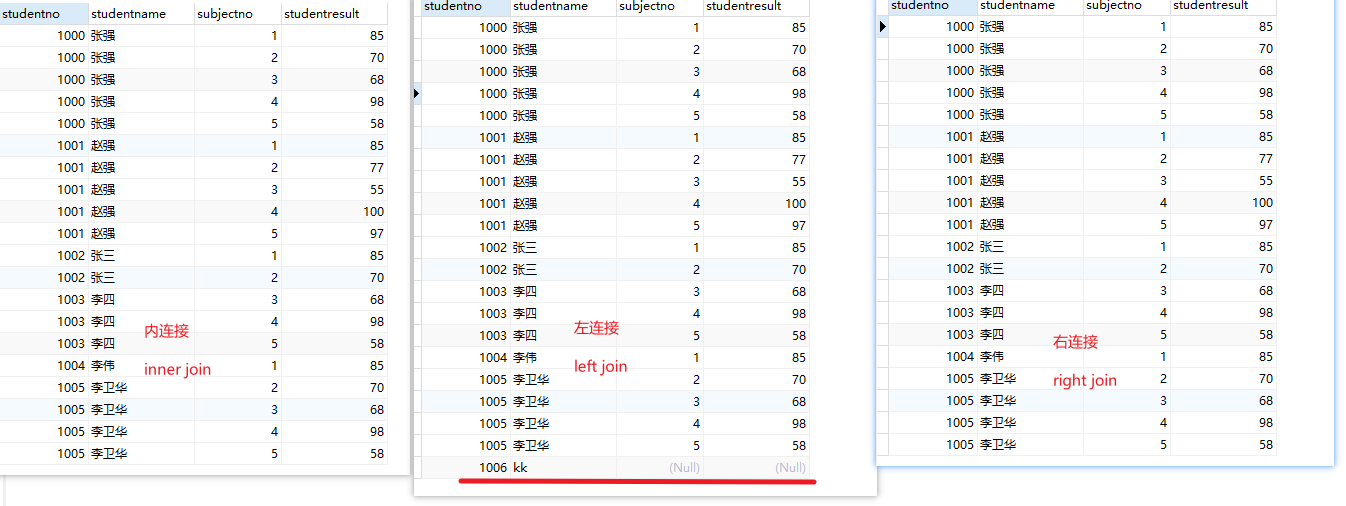 studentno studentname subjectno studentresult
1000 张强 1 85
1000 张强 2 70
1000 张强 3 68
1000 张强 4 98
1000 张强 5 58
1001 赵强 1 85
1001 赵强 2 77
1001 赵强 3 55
1001 赵强 4 100
1001 赵强 5 97
1002 张三 1 85
1002 张三 2 70
1003 李四 3 68
1003 李四 4 98
1003 李四 5 58
1004 李伟 1 85
1005 李卫华 2 70
1005 李卫华 3 68
1005 李卫华 4 98
1005 李卫华 5 58
内连接
inner join
studentno studentname subjectno studentresult
1000 张强 1 85
1000 张强 2 70
1000 张强 3 68
1000 张强 4 98
1000 张强 5 58
1001 赵强 1 85
1001 赵强 2 77
1001 赵强 3 55
1001 赵强 4 100
1001 赵强 5 97
1002 张三 1 85
1002 张三 2 70
1003 李四 3 68
1003 李四 4 98
1003 李四 5 58
1004 李伟 1 85
1005 李卫华 2 70
1005 李卫华 3 68
1005 李卫华 4 98
1005 李卫华 5 58
1006 kk (Null) (Null)
左连接
left join
studentno studentname subjectno studentresult
1000 张强 1 85
1000 张强 2 70
1000 张强 3 68
1000 张强 4 98
1000 张强 5 58
1001 赵强 1 85
1001 赵强 2 77
1001 赵强 3 55
1001 赵强 4 100
1001 赵强 5 97
1002 张三 1 85
1002 张三 2 70
1003 李四 3 68
1003 李四 4 98
1003 李四 5 58
1004 李伟 1 85
1005 李卫华 2 70
1005 李卫华 3 68
1005 李卫华 4 98
1005 李卫华 5 58
右连接
right join